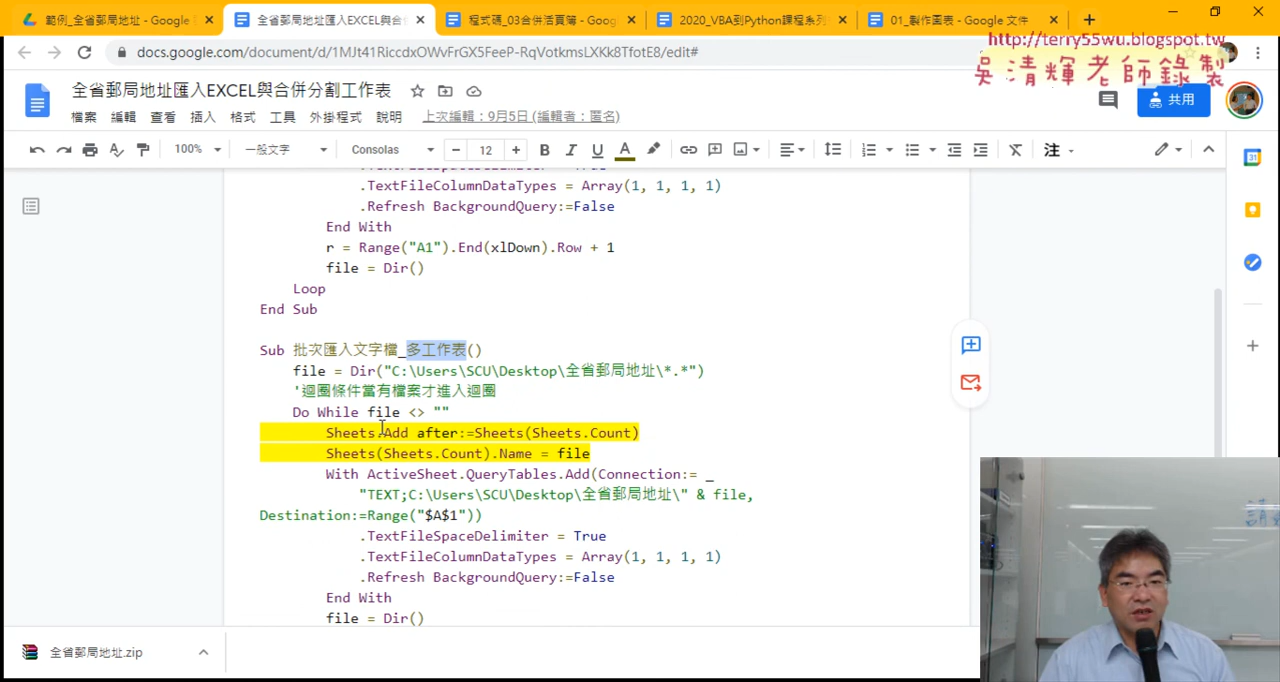 範例_全省郵局地址 - Google
全省郵局地址匯入EXCEL與合併
程式碼_03合併活頁簿 - Goog
2020_VBA到Python課程系列
01_製作圖表 - Google 文件
docs.google.com/document/d/1MJt41RiccdxOWvFrGX5FeeP-RqVotkmsLXKk8TfotE8/edit#
http://terry55wu.blogspot.tw
吳清輝老師錄製
全省郵局地址匯入EXCEL與合併分割工作表
共用
檔案 編輯 查看 插入 格式 工具 外掛程式 說明 上次編輯：9月5日 (編輯者：匿名)
100% 一般文字 Consolas 12 B I U A 注
.TextFileColumnDataTypes = Array(1, 1, 1, 1)
.Refresh BackgroundQuery:=False
End With
r = Range("A1").End(xlDown).Row + 1
file = Dir()
Loop
End Sub
Sub 批次匯入文字檔_多工作表()
file = Dir("C:\Users\SCU\Desktop\全省郵局地址\*.*")
'迴圈條件當有檔案才進入迴圈
Do While file <> ""
Sheets.Add after:=Sheets(Sheets.Count)
Sheets(Sheets.Count).Name = file
With ActiveSheet.QueryTables.Add(Connection:= _
"TEXT;C:\Users\SCU\Desktop\全省郵局地址\" & file,
Destination:=Range("$A$1"))
.TextFileSpaceDelimiter = True
.TextFileColumnDataTypes = Array(1, 1, 1, 1)
.Refresh BackgroundQuery:=False
End With
file = Dir()
全省郵局地址.zip
31